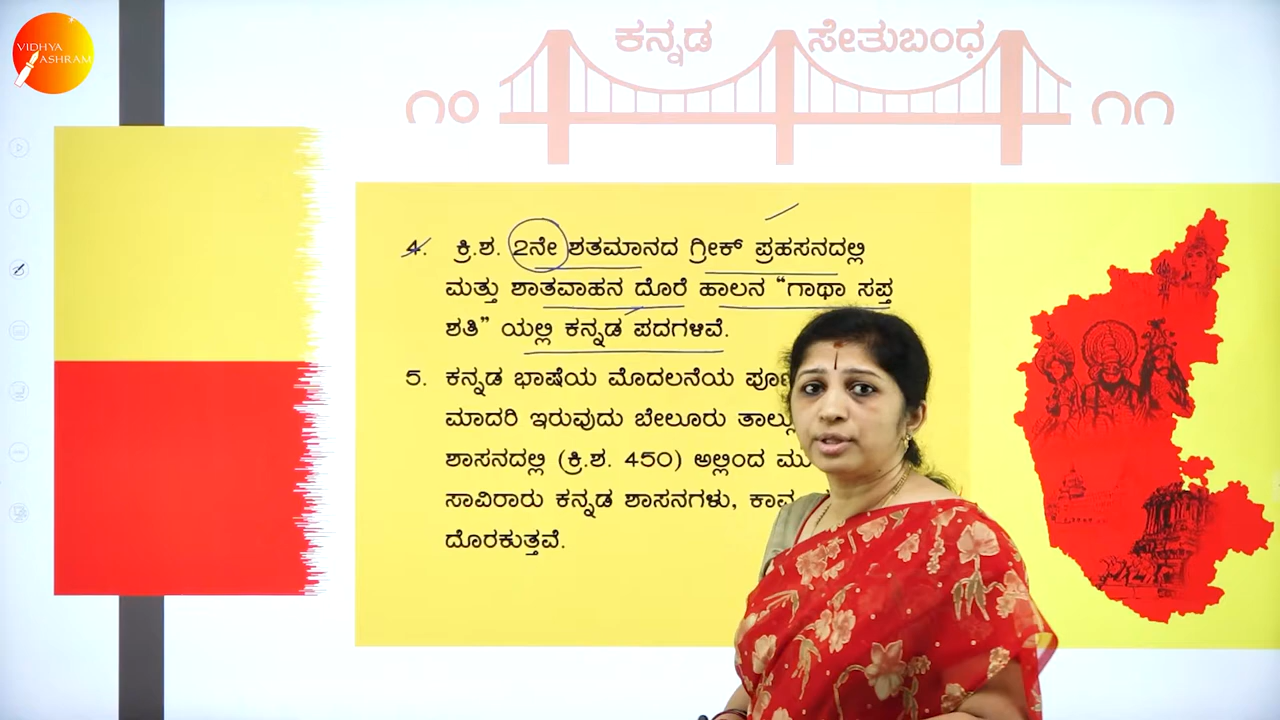 VIDHYA
ASHRAM
ಕನ್ನಡ ಸೇತುಬಂಧ
೧೦ ೧೧
4. ಕ್ರಿ.ಶ. 2ನೇ ಶತಮಾನದ ಗ್ರೀಕ್ ಪ್ರಹಸನದಲ್ಲಿ
ಮತ್ತು ಶಾತವಾಹನ ದೊರೆ ಹಾಲನ “ಗಾಥಾ ಸಪ್ತ
ಶತಿ” ಯಲ್ಲಿ ಕನ್ನಡ ಪದಗಳಿವೆ.
5. ಕನ್ನಡ ಭಾಷೆಯ ಮೊದಲನೆಯ
ಮಾದರಿ ಇರುವುದು ಬೇಲೂರು
ಶಾಸನದಲ್ಲಿ (ಕ್ರಿ.ಶ. 450) ಅಲ್ಲಿಂದ
ಸಾವಿರಾರು ಕನ್ನಡ ಶಾಸನಗಳು,
ದೊರಕುತ್ತವೆ.